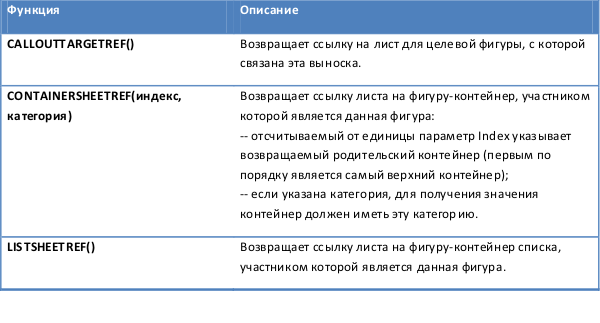 Функция Описание
CALLOUTTARGETREF() Возвращает ссылку на лист для целевой фигуры, с которой
связана эта выноска.
CONTAINERSHEETREF(индекс, Возвращает ссылку листа на фигуру-контейнер, участником
категория) которой является данная фигура:
-- отсчитываемый от единицы параметр Index указывает
возвращаемый родительский контейнер (первым по
порядку является самый верхний контейнер);
-- если указана категория, для получения значения
контейнер должен иметь эту категорию.
LISTSHEETREF() Возвращает ссылку листа на фигуру-контейнер списка,
участником которой является данная фигура.